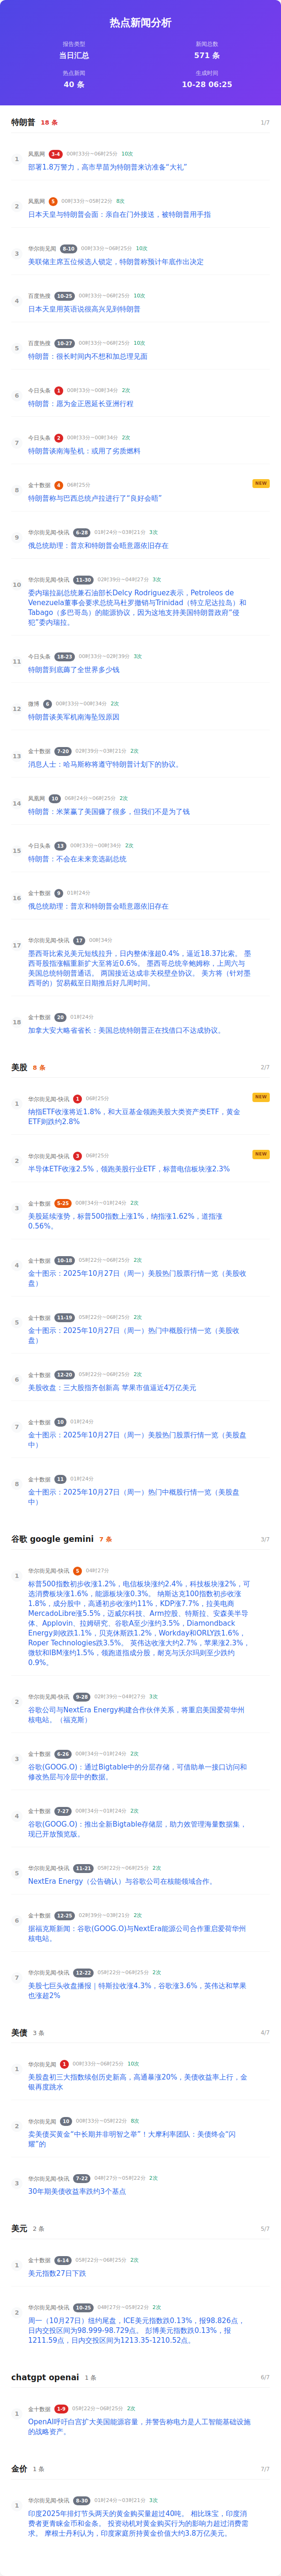 热点新闻分析
报告类型
当日汇总
新闻总数
571 条
热点新闻
40 条
生成时间
10-28 06:25
特朗普 18 条 1/7
1
凤凰网 3-4 00时33分~06时25分 10次
部署1.8万警力，高市早苗为特朗普来访准备“大礼”
2
凤凰网 5 00时33分~05时22分 8次
日本天皇与特朗普会面：亲自在门外接送，被特朗普用手指
3
华尔街见闻 8-10 00时33分~06时25分 10次
美联储主席五位候选人锁定，特朗普称预计年底作出决定
4
百度热搜 10-25 00时33分~06时25分 10次
日本天皇用英语说很高兴见到特朗普
5
百度热搜 10-27 00时33分~06时25分 10次
特朗普：很长时间内不想和加总理见面
6
今日头条 1 00时33分~00时34分 2次
特朗普：愿为金正恩延长亚洲行程
7
今日头条 2 00时33分~00时34分 2次
特朗普谈南海坠机：或用了劣质燃料
8
金十数据 4 06时25分 NEW
特朗普称与巴西总统卢拉进行了“良好会晤”
9
华尔街见闻-快讯 6-28 01时24分~03时21分 3次
俄总统助理：普京和特朗普会晤意愿依旧存在
10
华尔街见闻-快讯 11-30 02时39分~04时27分 3次
委内瑞拉副总统兼石油部长Delcy Rodriguez表示，Petroleos de
Venezuela董事会要求总统马杜罗撤销与Trinidad（特立尼达拉岛）和
Tabago（多巴哥岛）的能源协议，因为这地方支持美国特朗普政府“侵
犯”委内瑞拉。
11
今日头条 18-23 00时33分~02时39分 3次
特朗普到底薅了全世界多少钱
12
微博 6 00时33分~00时34分 2次
特朗普谈美军机南海坠毁原因
13
金十数据 7-20 02时39分~03时21分 2次
消息人士：哈马斯称将遵守特朗普计划下的协议。
14
凤凰网 10 06时24分~06时25分 2次
特朗普：米莱赢了美国赚了很多，但我们不是为了钱
15
今日头条 13 00时33分~00时34分 2次
特朗普：不会在未来竞选副总统
16
金十数据 9 01时24分
俄总统助理：普京和特朗普会晤意愿依旧存在
17
华尔街见闻-快讯 17 00时34分
墨西哥比索兑美元短线拉升，日内整体涨超0.4%，逼近18.37比索。 墨
西哥股指涨幅重新扩大至将近0.6%。 墨西哥总统辛鲍姆称，上周六与
美国总统特朗普通话。 两国接近达成非关税壁垒协议。 美方将（针对墨
西哥的）贸易截至日期推后好几周时间。
18
金十数据 20 01时24分
加拿大安大略省省长：美国总统特朗普正在找借口不达成协议。
美股 8 条 2/7
1
华尔街见闻-快讯 1 06时25分 NEW
纳指ETF收涨将近1.8%，和大豆基金领跑美股大类资产类ETF，黄金
ETF则跌约2.8%
2
华尔街见闻-快讯 3 06时25分 NEW
半导体ETF收涨2.5%，领跑美股行业ETF，标普电信板块涨2.3%
3
金十数据 5-25 00时34分~01时24分 2次
美股延续涨势，标普500指数上涨1%，纳指涨1.62%，道指涨
0.56%。
4
金十数据 10-18 05时22分~06时25分 2次
金十图示：2025年10月27日（周一）美股热门股票行情一览（美股收
盘）
5
金十数据 11-19 05时22分~06时25分 2次
金十图示：2025年10月27日（周一）热门中概股行情一览（美股收
盘）
6
金十数据 12-20 05时22分~06时25分 2次
美股收盘：三大股指齐创新高 苹果市值逼近4万亿美元
7
金十数据 10 01时24分
金十图示：2025年10月27日（周一）美股热门股票行情一览（美股盘
中）
8
金十数据 11 01时24分
金十图示：2025年10月27日（周一）热门中概股行情一览（美股盘
中）
谷歌 google gemini 7 条 3/7
1
华尔街见闻-快讯 5 04时27分
标普500指数初步收涨1.2%，电信板块涨约2.4%，科技板块涨2%，可
选消费板块涨1.6%，能源板块涨0.3%。 纳斯达克100指数初步收涨
1.8%，成分股中，高通初步收涨约11%，KDP涨7.7%，拉美电商
MercadoLibre涨5.5%，迈威尔科技、Arm控股、特斯拉、安森美半导
体、Applovin、拉姆研究、谷歌A至少涨约3.5%，Diamondback
Energy则收跌1.1%，贝克休斯跌1.2%，Workday和ORLY跌1.6%，
Roper Technologies跌3.5%。 英伟达收涨大约2.7%，苹果涨2.3%，
微软和IBM涨约1.5%，领跑道指成分股，耐克与沃尔玛则至少跌约
0.9%。
2
华尔街见闻-快讯 9-28 02时39分~04时27分 3次
谷歌公司与NextEra Energy构建合作伙伴关系，将重启美国爱荷华州
核电站。（福克斯）
3
金十数据 6-26 00时34分~01时24分 2次
谷歌(GOOG.O)：通过Bigtable中的分层存储，可借助单一接口访问和
修改热层与冷层中的数据。
4
金十数据 7-27 00时34分~01时24分 2次
谷歌(GOOG.O)：推出全新Bigtable存储层，助力效管理海量数据集，
现已开放预览版。
5
华尔街见闻-快讯 11-21 05时22分~06时25分 2次
NextEra Energy（公告确认）与谷歌公司在核能领域合作。
6
金十数据 12-25 02时39分~03时21分 2次
据福克斯新闻：谷歌(GOOG.O)与NextEra能源公司合作重启爱荷华州
核电站。
7
华尔街见闻-快讯 12-22 05时22分~06时25分 2次
美股七巨头收盘播报｜特斯拉收涨4.3%，谷歌涨3.6%，英伟达和苹果
也涨超2%
美债 3 条 4/7
1
华尔街见闻 1 00时33分~06时25分 10次
美股盘初三大指数续创历史新高，高通暴涨20%，美债收益率上行，金
银再度跳水
2
华尔街见闻 10 00时33分~05时22分 8次
卖美债买黄金“中长期并非明智之举”！大摩利率团队：美债终会“闪
耀”的
3
华尔街见闻-快讯 7-22 04时27分~05时22分 2次
30年期美债收益率跌约3个基点
美元 2 条 5/7
1
金十数据 6-14 05时22分~06时25分 2次
美元指数27日下跌
2
华尔街见闻-快讯 10-25 04时27分~05时22分 2次
周一（10月27日）纽约尾盘，ICE美元指数跌0.13%，报98.826点，
日内交投区间为98.999-98.729点。 彭博美元指数跌0.13%，报
1211.59点，日内交投区间为1213.35-1210.52点。
chatgpt openai 1 条 6/7
1
金十数据 1-9 05时22分~06时25分 2次
OpenAI呼吁白宫扩大美国能源容量，并警告称电力是人工智能基础设施
的战略资产。
金价 1 条 7/7
1
华尔街见闻-快讯 8-30 01时24分~03时21分 3次
印度2025年排灯节头两天的黄金购买量超过40吨。 相比珠宝，印度消
费者更青睐金币和金条。 投资动机对黄金购买行为的影响力超过消费需
求。 摩根士丹利认为，印度家庭所持黄金价值大约3.8万亿美元。